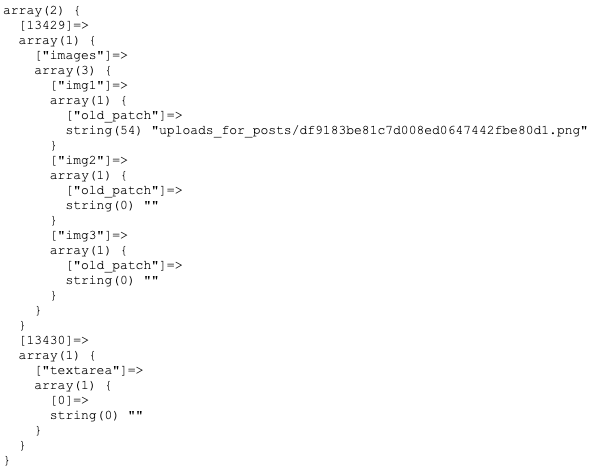 array(2) {
  [13429]=>
  array(1) {
    ["images"]=>
    array(3) {
      ["img1"]=>
      array(1) {
        ["old_patch"]=>
        string(54) "uploads_for_posts/df9183be81c7d008ed0647442fbe80d1.png"
      }
      ["img2"]=>
      array(1) {
        ["old_patch"]=>
        string(0) ""
      }
      ["img3"]=>
      array(1) {
        ["old_patch"]=>
        string(0) ""
      }
    }
  }
  [13430]=>
  array(1) {
    ["textarea"]=>
    array(1) {
      [0]=>
      string(0) ""
    }
  }
}